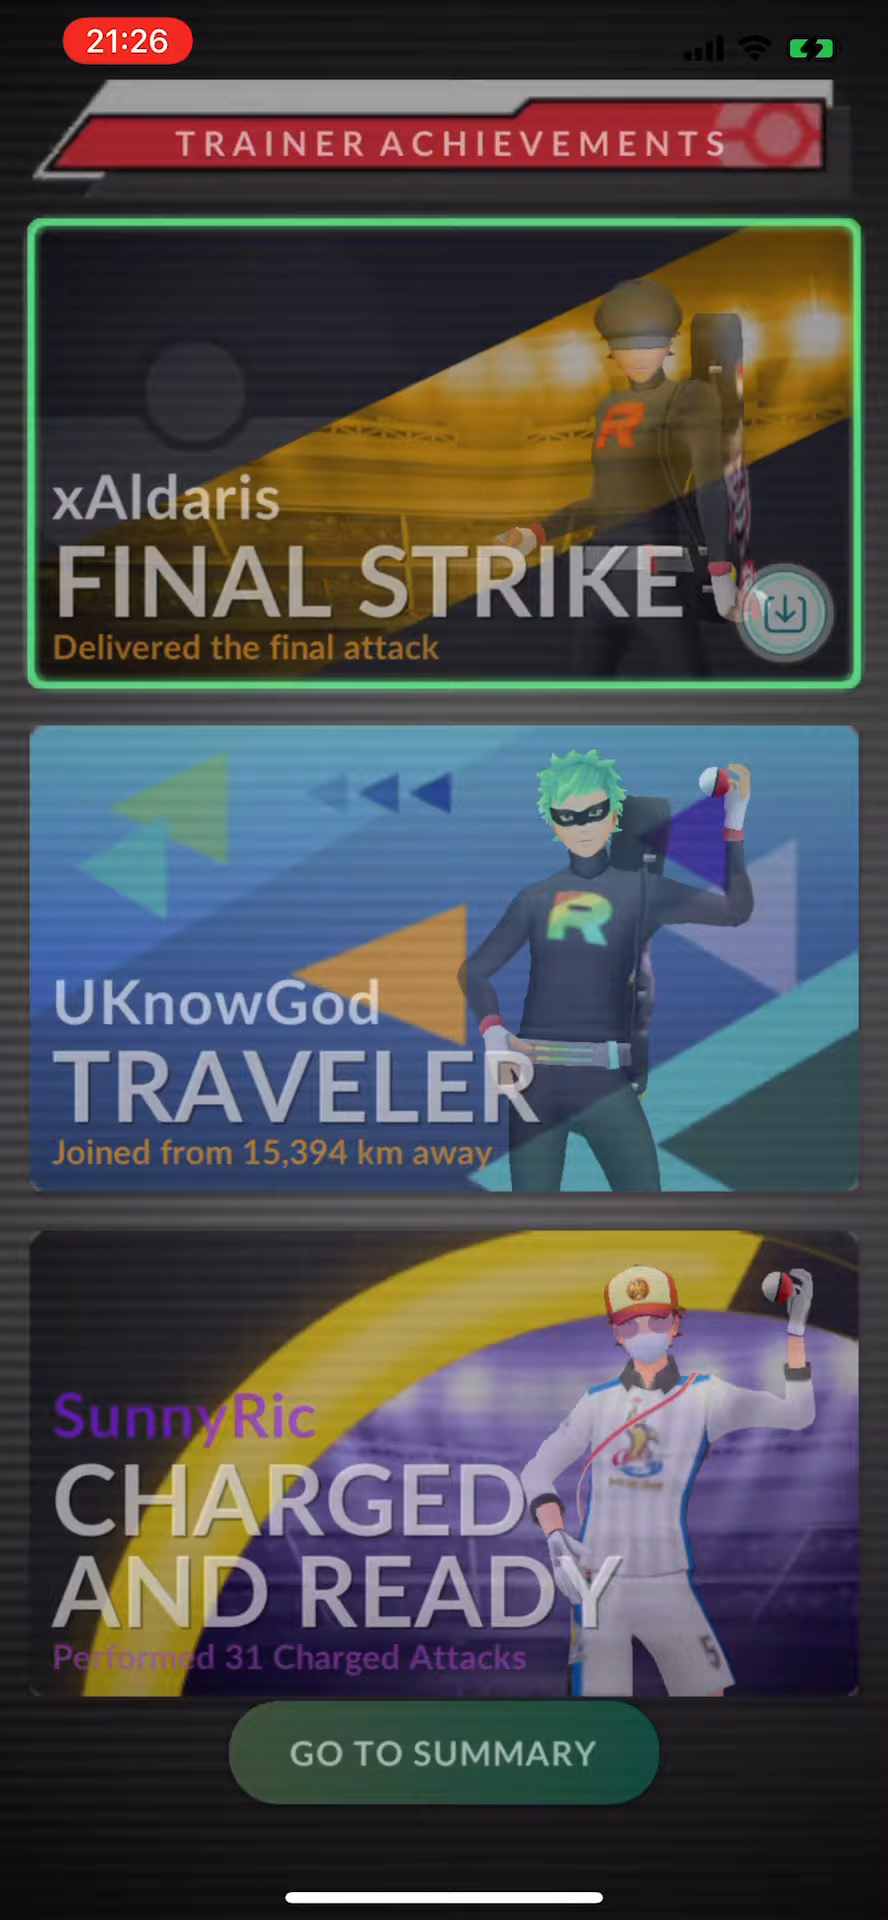 21:26
TRAINER ACHIEVEMENTS
R
xAldaris
FINAL STRIKE
Delivered the final attack
R
UKnowGod
TRAVELER
Joined from 15,394 km away
SunnyRic
CHARGED
AND READY
Performed 31 Charged Attacks
GO TO SUMMARY